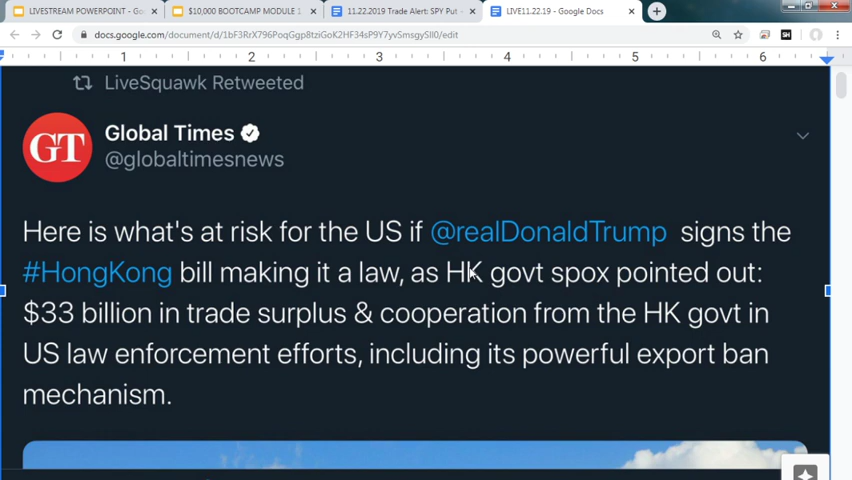 LIVESTREAM POWERPOINT - Go
$10,000 BOOTCAMP MODULE 1
11.22.2019 Trade Alert: SPY Put -
LIVE11.22.19 - Google Docs
docs.google.com/document/d/1bF3RrX796PoqGgp8tziGoK2HF34sP9Y7yvSmsgySlI0/edit
1 2 3 4 5 6
LiveSquawk Retweeted
GT
Global Times
@globaltimesnews
Here is what's at risk for the US if @realDonaldTrump signs the
#HongKong bill making it a law, as HK govt spox pointed out:
$33 billion in trade surplus & cooperation from the HK govt in
US law enforcement efforts, including its powerful export ban
mechanism.